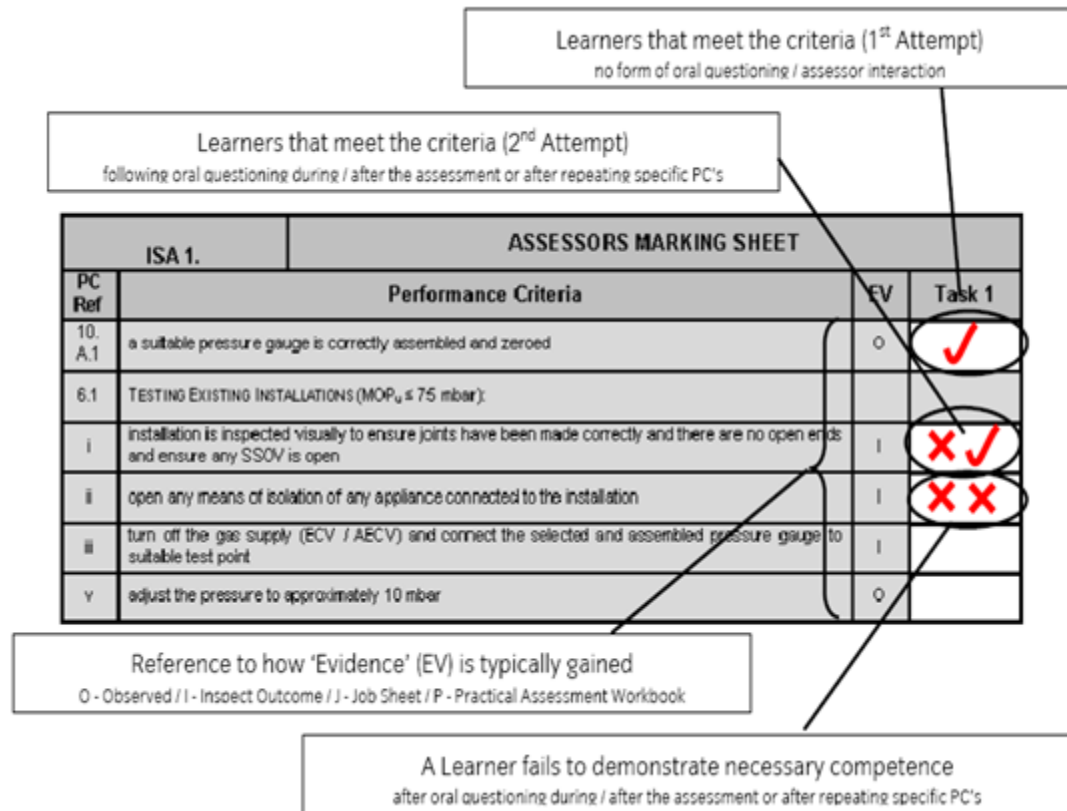 Learners that meet the criteria (1st Attempt)
no form of oral questioning / assessor interaction
Learners that meet the criteria (2nd Attempt)
following oral questioning during / after the assessment or after repeating specific PC's
ISA 1.
ASSESSORS MARKING SHEET
PC Ref
Performance Criteria
EV
Task 1
10. A.1
a suitable pressure gauge is correctly assembled and zeroed
O
6.1
TESTING EXISTING INSTALLATIONS (MOPu ≤ 75 mbar):
i
installation is inspected visually to ensure joints have been made correctly and there are no open ends
and ensure any SSOV is open
I
ii
open any means of isolation of any appliance connected to the installation
I
iii
turn off the gas supply (ECV / AECV) and connect the selected and assembled pressure gauge to
suitable test point
I
v
adjust the pressure to approximately 10 mbar
O
Reference to how ‘Evidence’ (EV) is typically gained
O - Observed / I - Inspect Outcome / J - Job Sheet / P - Practical Assessment Workbook
A Learner fails to demonstrate necessary competence
after oral questioning during / after the assessment or after repeating specific PC's